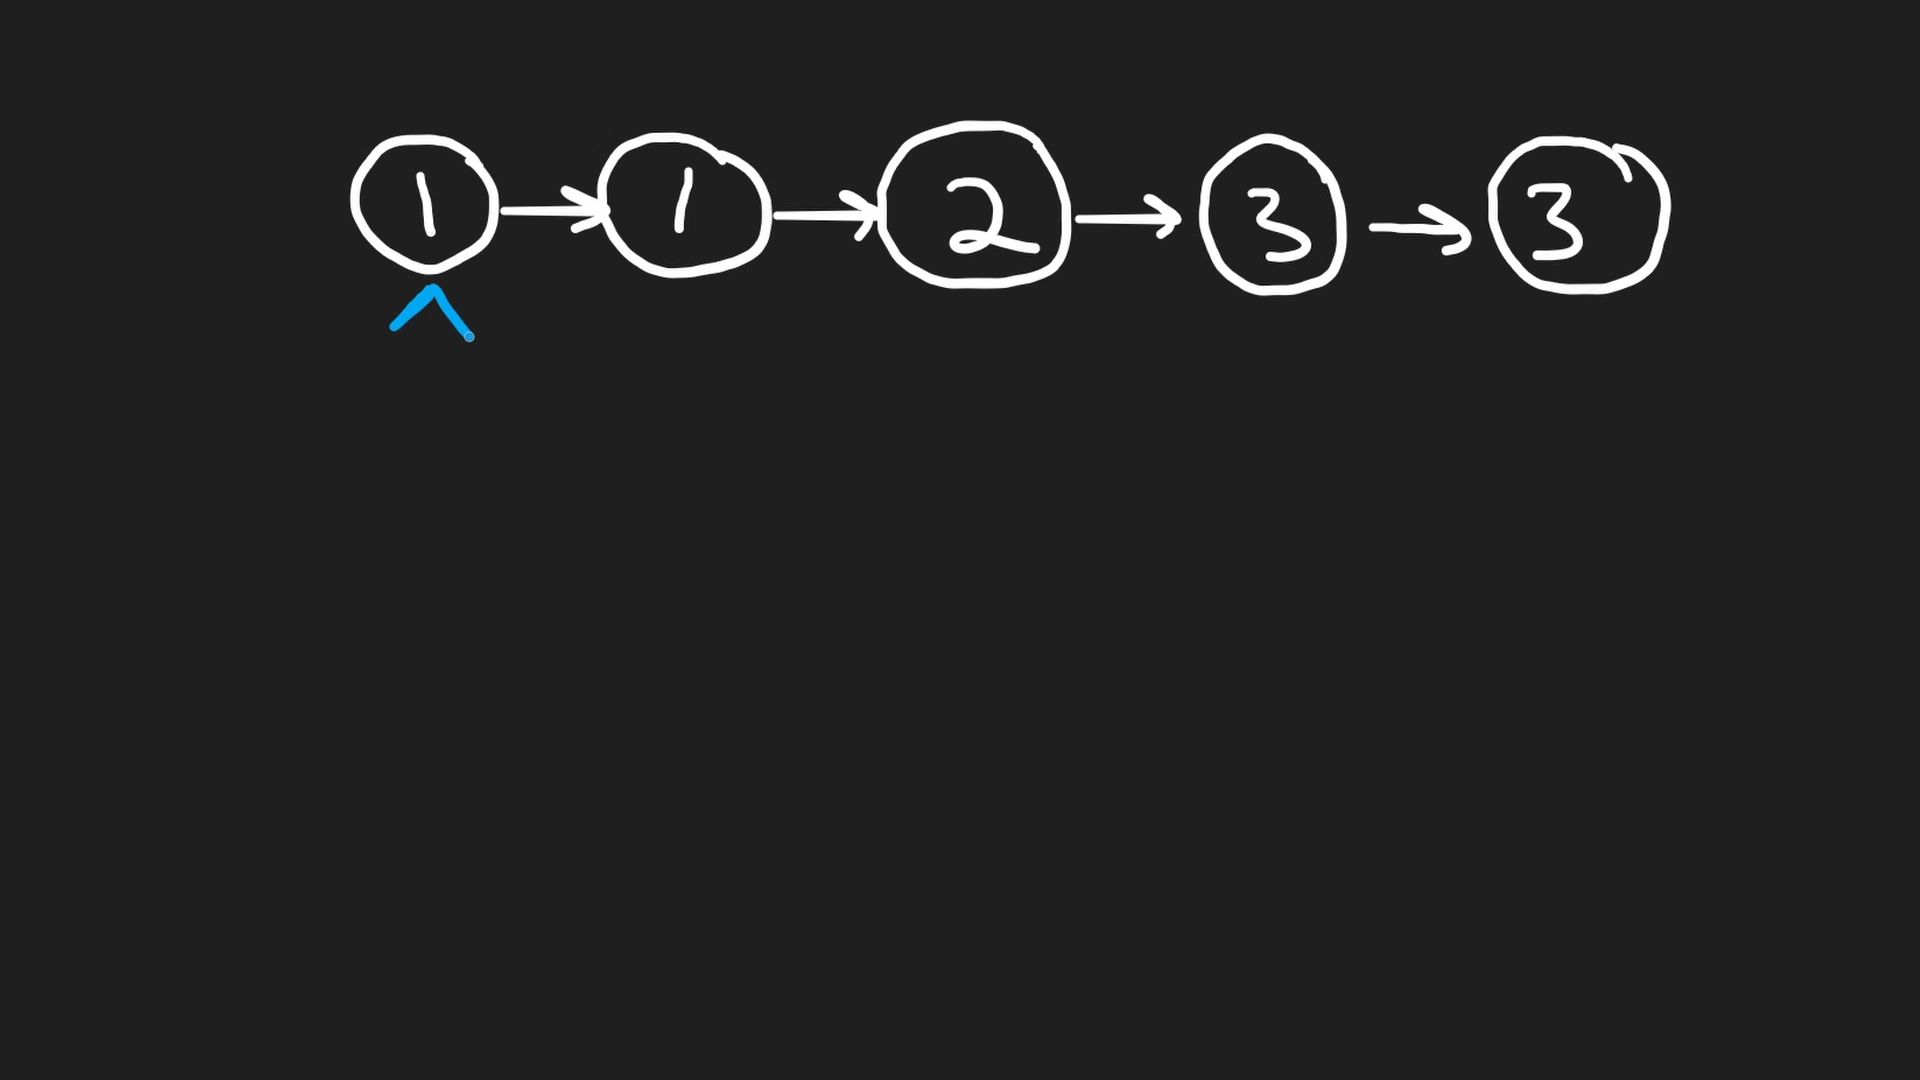 1 → 1 → 2 → 3 → 3